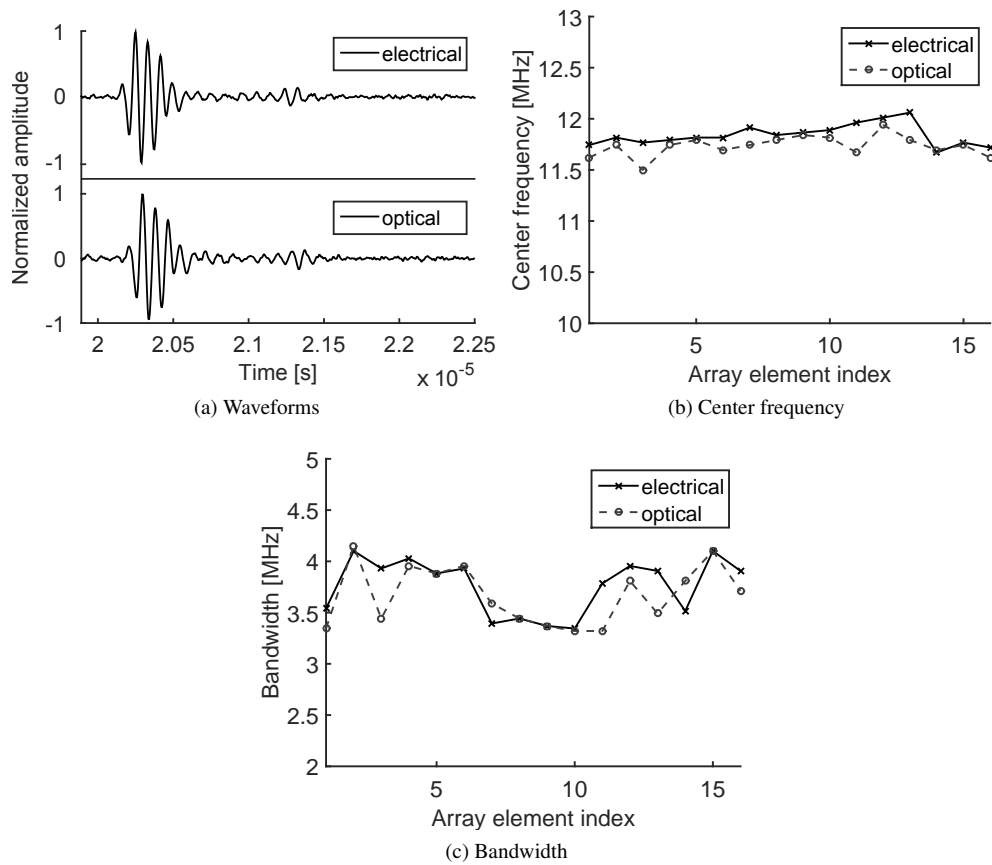 Normalized amplitude
1
0
-1
electrical
1
0
-1
optical
2 2.05 2.1 2.15 2.2 2.25
Time [s]
x 10^-5
(a) Waveforms
Center frequency [MHz]
13
12.5
12
11.5
11
10.5
10
electrical
optical
5 10 15
Array element index
(b) Center frequency
Bandwidth [MHz]
5
4.5
4
3.5
3
2.5
2
electrical
optical
5 10 15
Array element index
(c) Bandwidth